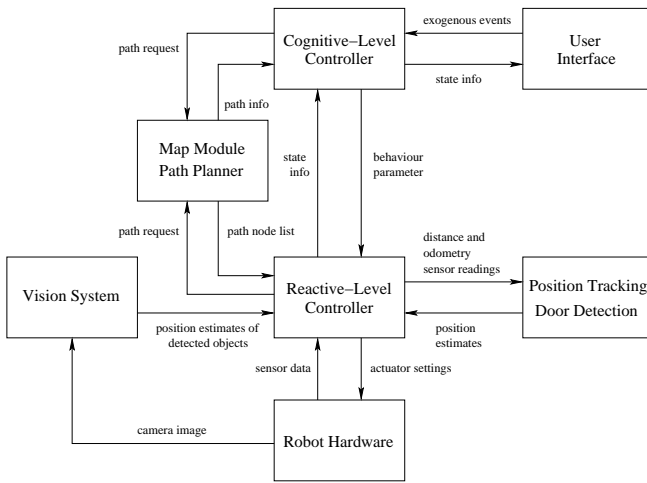 exogenous events
path request
Cognitive–Level
Controller
User
Interface
state info
path info
Map Module
Path Planner
state
info
behaviour
parameter
path request
path node list
distance and
odometry
sensor readings
Vision System
Reactive–Level
Controller
Position Tracking
Door Detection
position estimates of
detected objects
position
estimates
sensor data
actuator settings
camera image
Robot Hardware